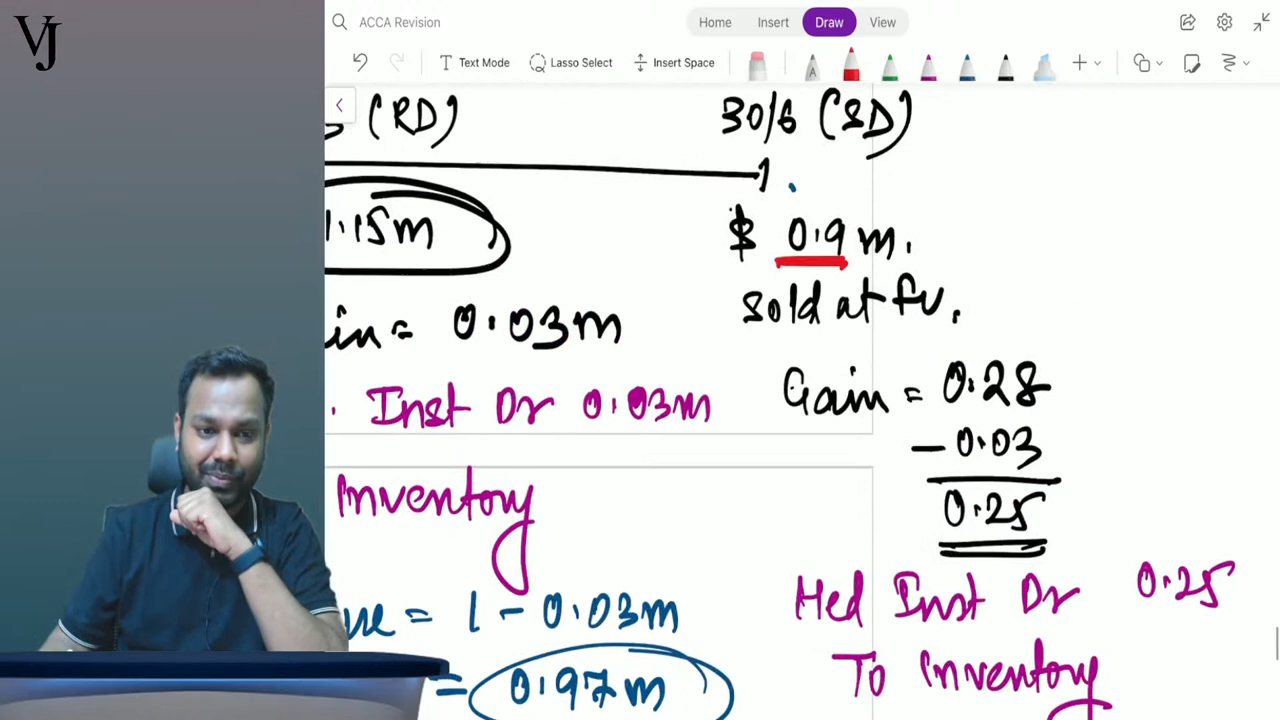 VJ
ACCA Revision
Home Insert Draw View
Text Mode Lasso Select Insert Space
(RD)
30/6 (SD)
1.15m
$ 0.9 m.
sold at fv.
in = 0.03m
Gain = 0.28
- 0.03
0.25
. Inst Dr 0.03m
Inventory
ue = 1 - 0.03m
= 0.97m
Hed Inst Dr 0.25
To Inventory